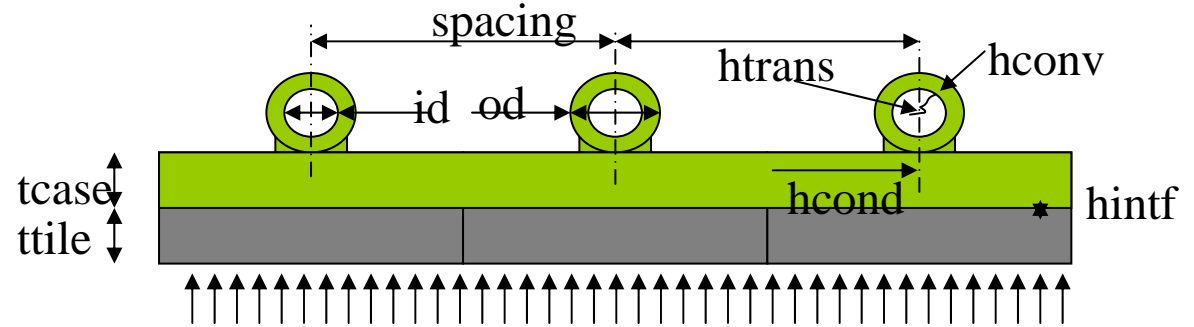 spacing
htrans
hconv
id
od
tcase
hcond
hintf
ttile